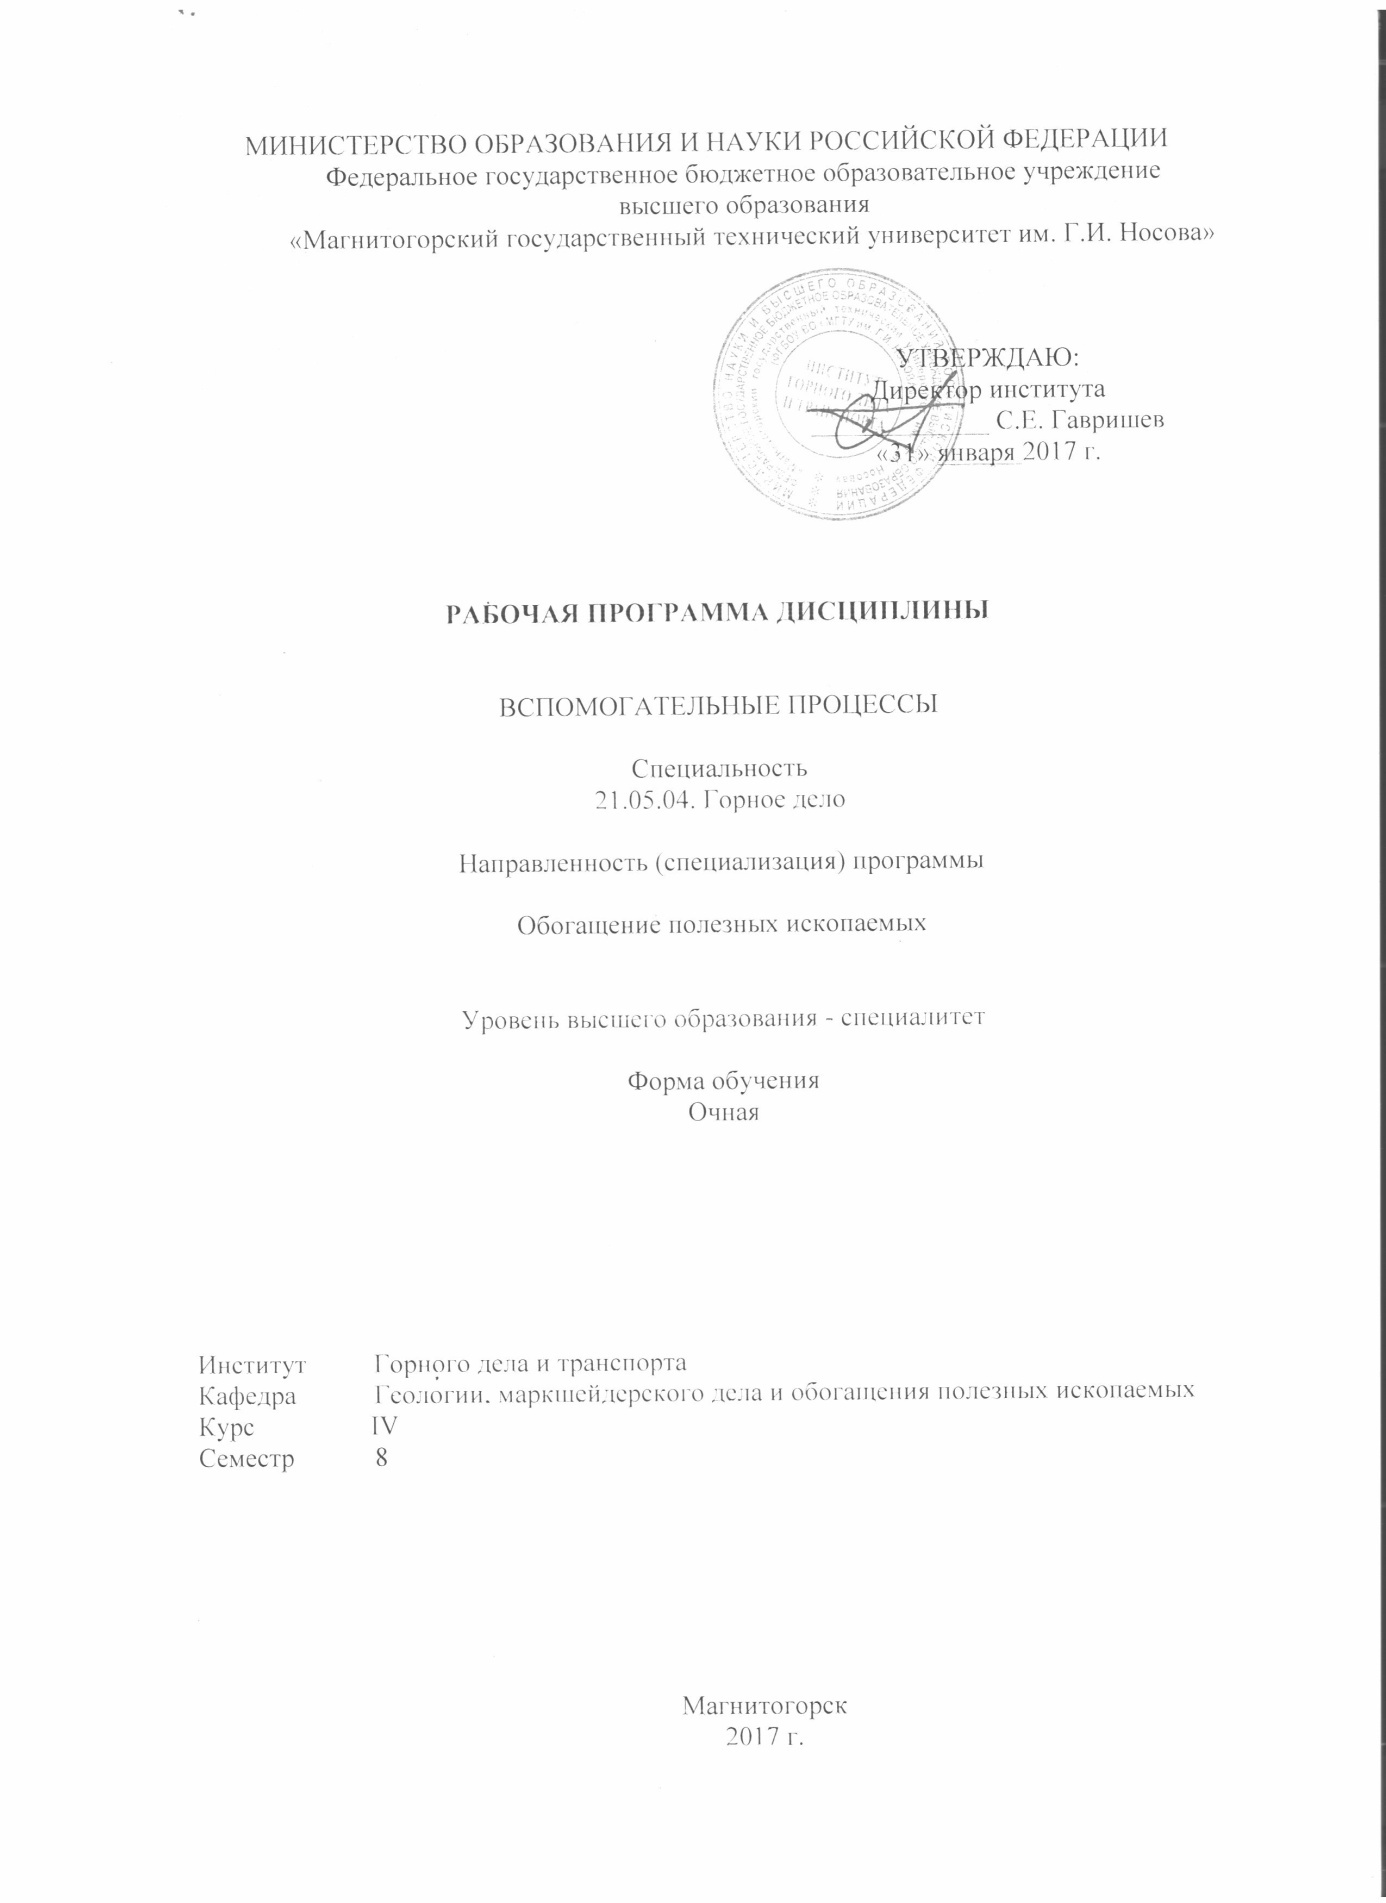 МИНИСТЕРСТВО ОБРАЗОВАНИЯ И НАУКИ РОССИЙСКОЙ ФЕДЕРАЦИИ
Федеральное государственное бюджетное образовательное учреждение
высшего образования
«Магнитогорский государственный технический университет им. Г.И. Носова»
УТВЕРЖДАЮ:
Директор института
С.Е. Гавришев
«31» января 2017 г.
РАБОЧАЯ ПРОГРАММА ДИСЦИПЛИНЫ
ВСПОМОГАТЕЛЬНЫЕ ПРОЦЕССЫ
Специальность
21.05.04. Горное дело
Направленность (специализация) программы
Обогащение полезных ископаемых
Уровень высшего образования - специалитет
Форма обучения
Очная
Институт Горного дела и транспорта
Кафедра Геологии, маркшейдерского дела и обогащения полезных ископаемых
Курс IV
Семестр 8
Магнитогорск
2017 г.